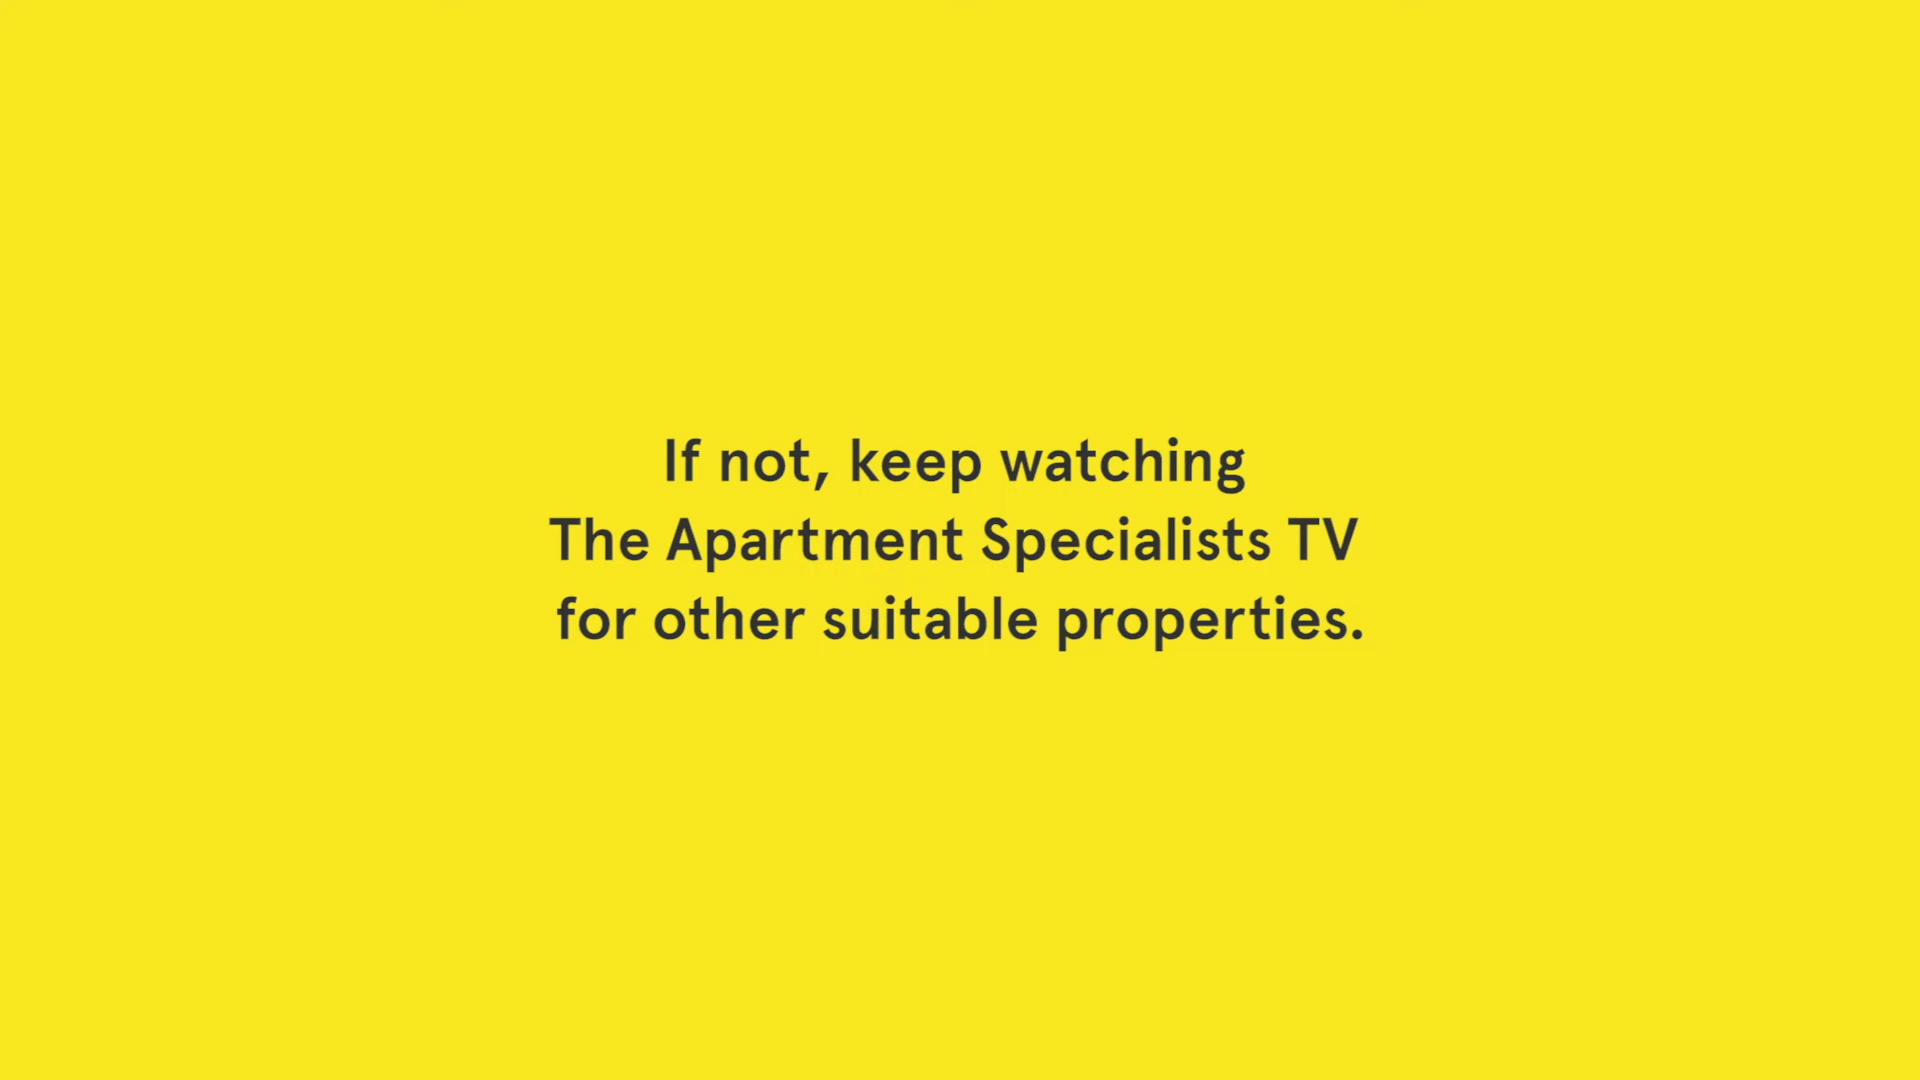 If not, keep watching
The Apartment Specialists TV
for other suitable properties.